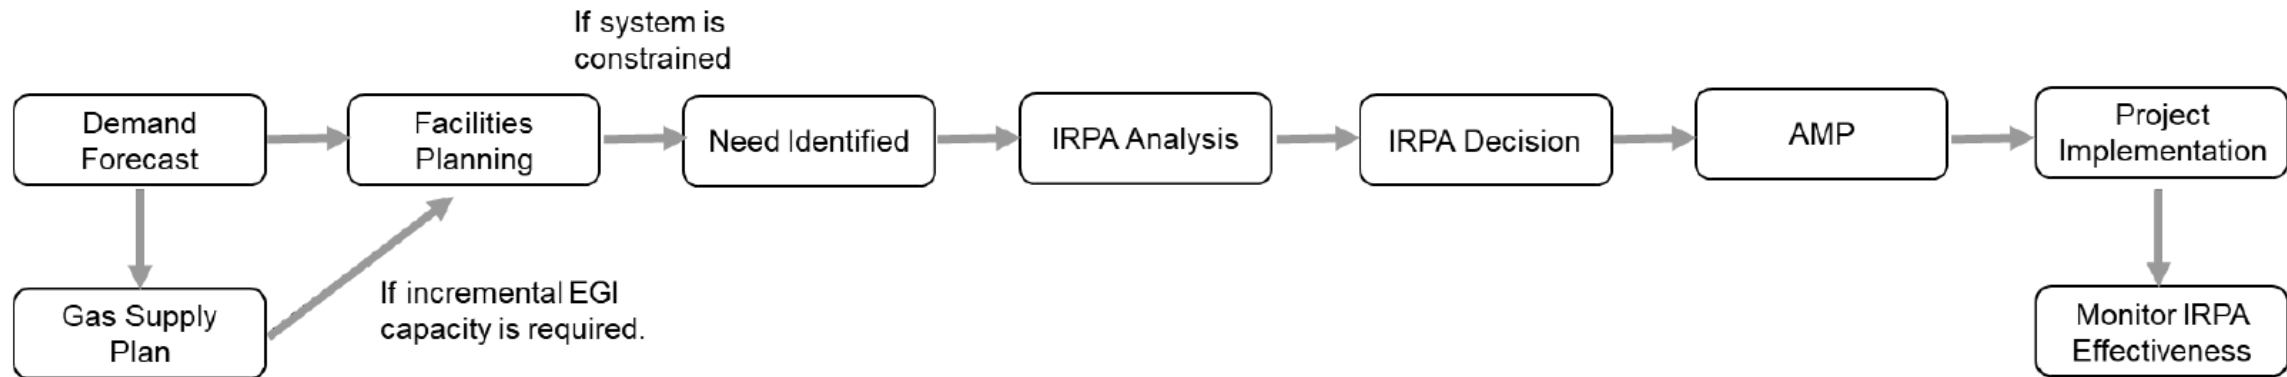 If system is
constrained
Demand
Forecast
Facilities
Planning
Need Identified
IRPA Analysis
IRPA Decision
AMP
Project
Implementation
If incremental EGI
capacity is required.
Gas Supply
Plan
Monitor IRPA
Effectiveness